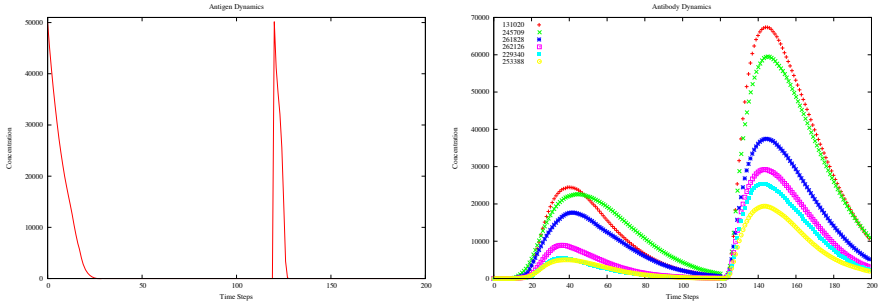 Antigen Dynamics
50000
40000
30000
20000
10000
0
0 50 100 150 200
Concentration
Time Steps
Antibody Dynamics
70000
60000
50000
40000
30000
20000
10000
0
0 20 40 60 80 100 120 140 160 180 200
Concentration
Time Steps
131020
245709
261828
262126
229340
253388